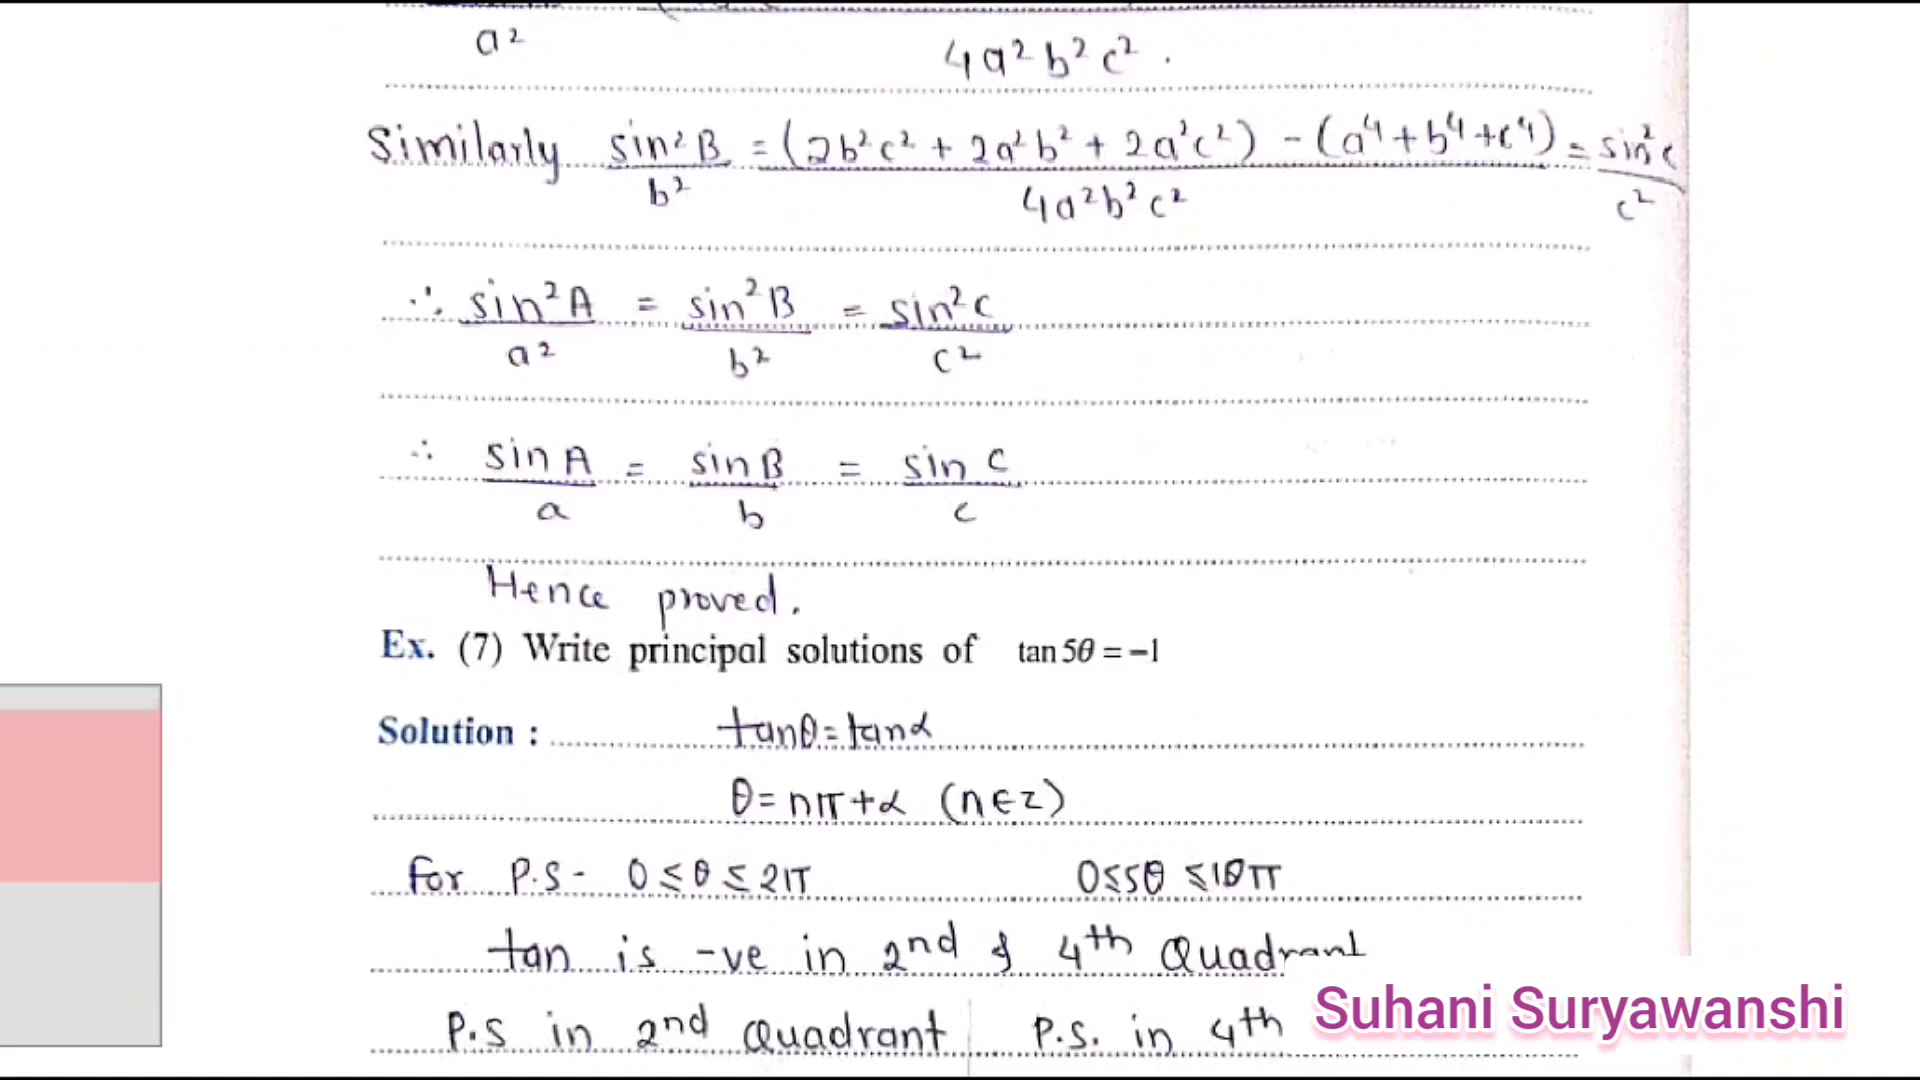 a²
4a²b²c².
Similarly sin²B/b² = (2b²c² + 2a²b² + 2a²c²) - (a⁴+b⁴+c⁴)/4a²b²c² = sin²c/c²
∴ sin²A/a² = sin²B/b² = sin²C/c²
∴ sin A/a = sin B/b = sin C/c
Hence proved.
Ex. (7) Write principal solutions of tan 5θ = −1
Solution : tanθ = tanα
θ = nπ + α (n∈z)
for P.S - 0 ≤ θ ≤ 2π 0≤5θ ≤10π
tan is -ve in 2nd & 4th Quadrant
P.S in 2nd Quadrant P.S. in 4th
Suhani Suryawanshi